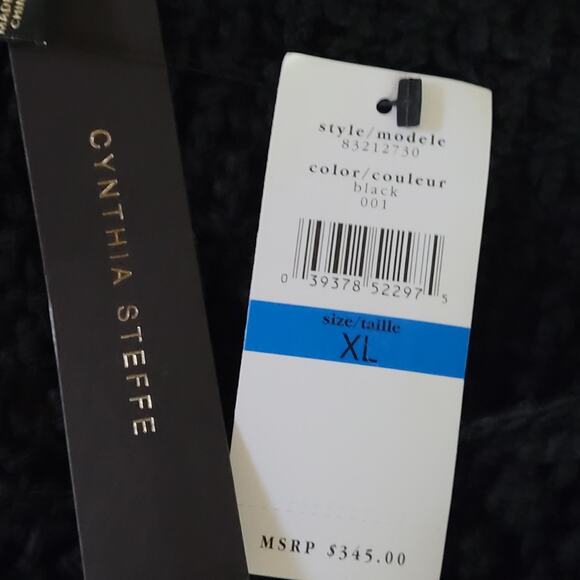 CHINA
CYNTHIA STEFFE
style/modele
83212730
color/couleur
black
001
0 39378 52297 5
size/taille
XL
MSRP $345.00